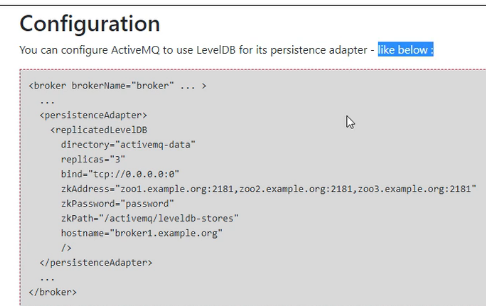 Configuration
You can configure ActiveMQ to use LevelDB for its persistence adapter - like below :
<broker brokerName="broker" ... >
...
<persistenceAdapter>
<replicatedLevelDB
directory="activemq-data"
replicas="3"
bind="tcp://0.0.0.0:0"
zkAddress="zoo1.example.org:2181,zoo2.example.org:2181,zoo3.example.org:2181"
zkPassword="password"
zkPath="/activemq/leveldb-stores"
hostname="broker1.example.org"
/>
</persistenceAdapter>
...
</broker>